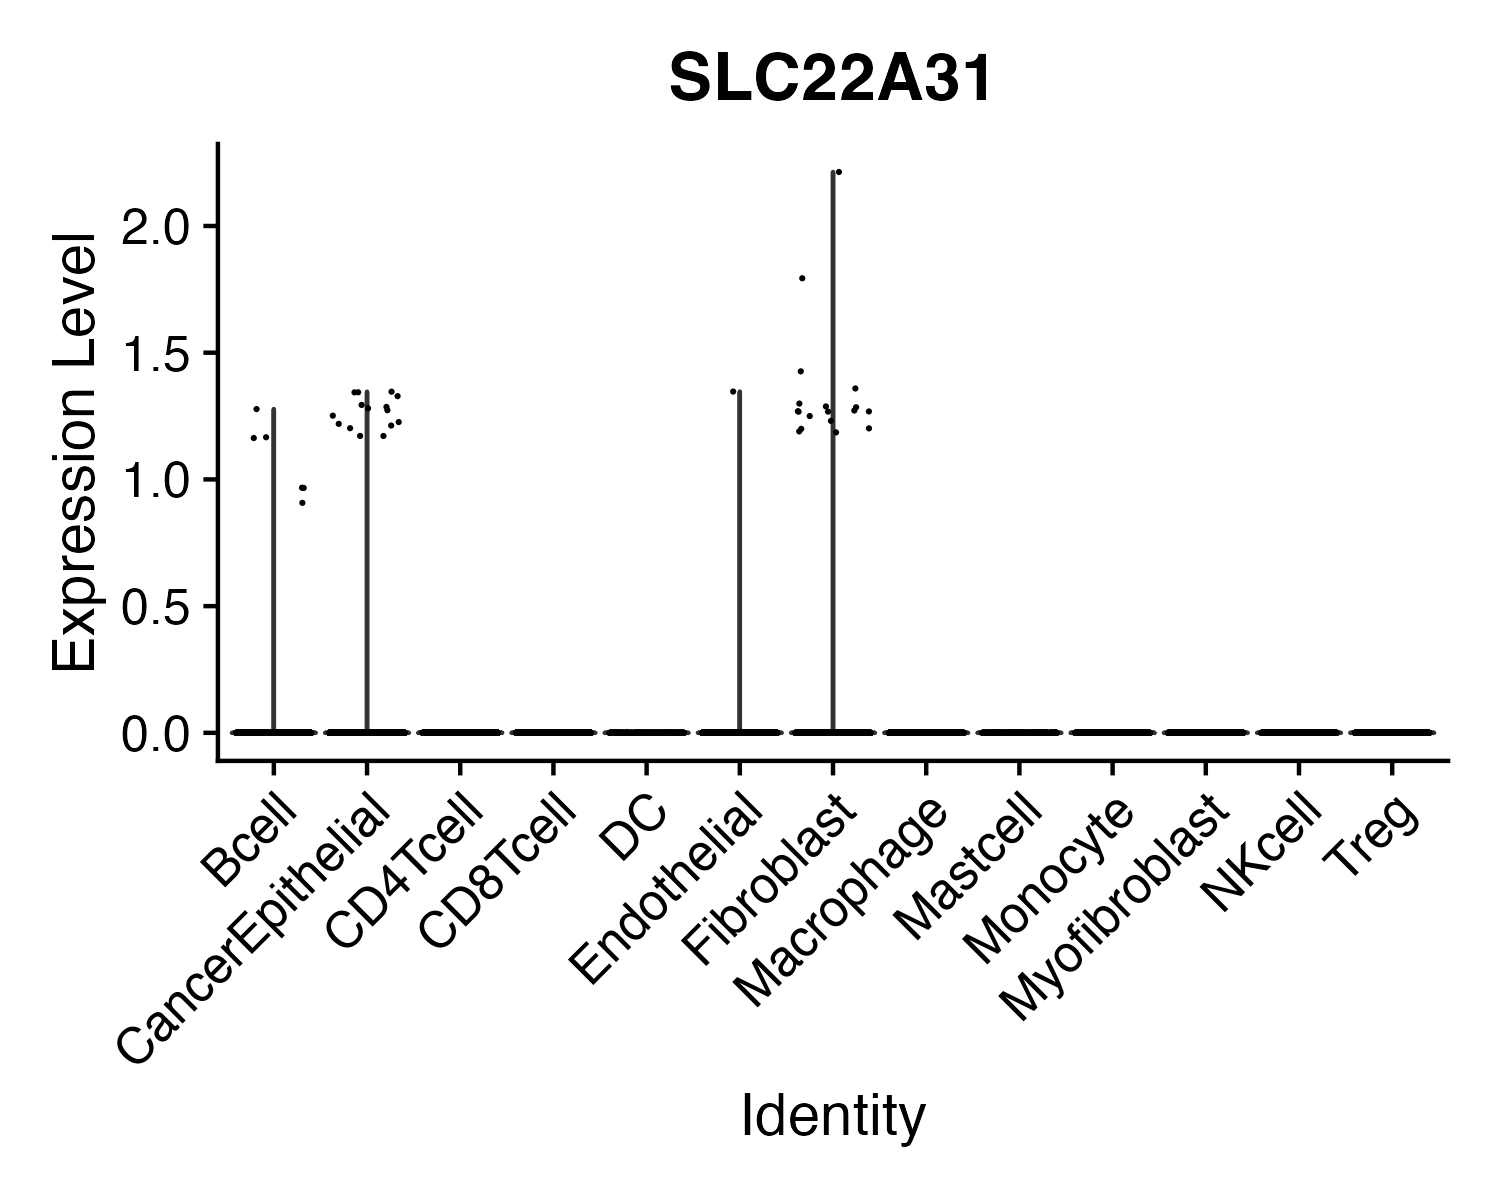 SLC22A31
Expression Level
2.0
1.5
1.0
0.5
0.0
Bcell
CancerEpithelial
CD4Tcell
CD8Tcell
DC
Endothelial
Fibroblast
Macrophage
Mastcell
Monocyte
Myofibroblast
NKcell
Treg
Identity